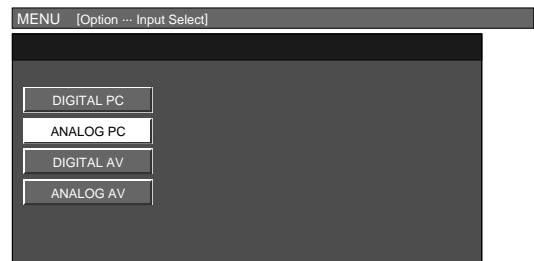 MENU [Option ··· Input Select]
DIGITAL PC
ANALOG PC
DIGITAL AV
ANALOG AV